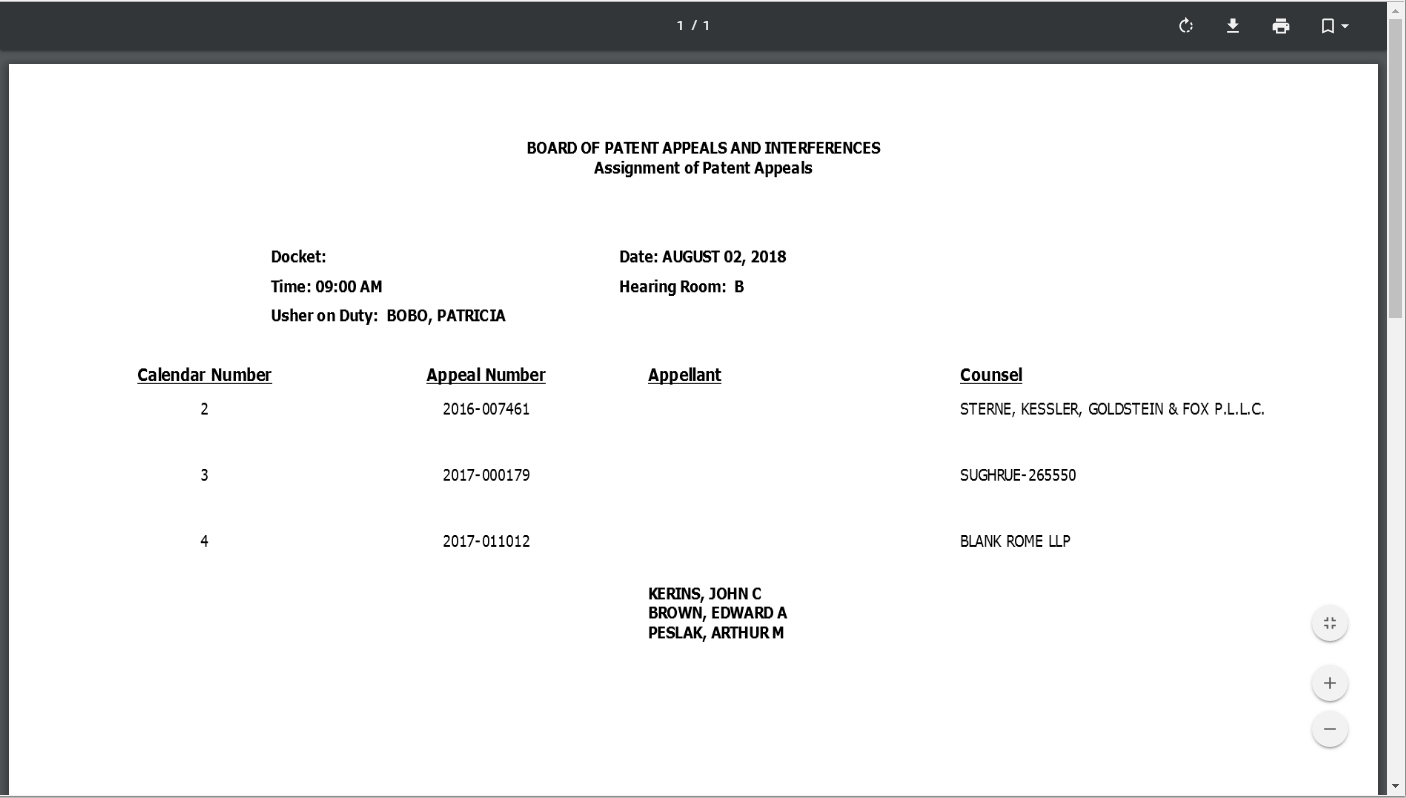 1 / 1
BOARD OF PATENT APPEALS AND INTERFERENCES
Assignment of Patent Appeals
Docket: Date: AUGUST 02, 2018
Time: 09:00 AM Hearing Room: B
Usher on Duty: BOBO, PATRICIA
Calendar Number Appeal Number Appellant Counsel
2 2016-007461 STERNE, KESSLER, GOLDSTEIN & FOX P.L.L.C.
3 2017-000179 SUGHRUE-265550
4 2017-011012 BLANK ROME LLP
KERINS, JOHN C
BROWN, EDWARD A
PESLAK, ARTHUR M